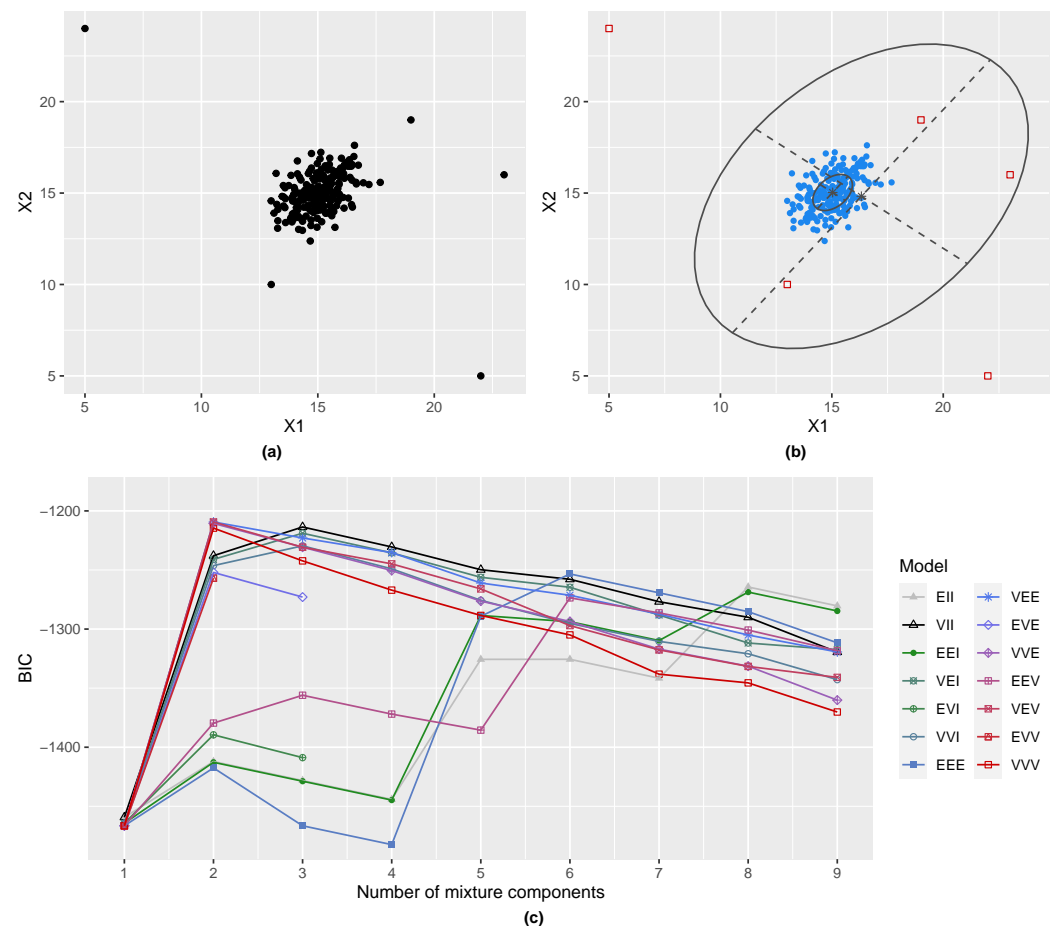 20
15
10
5
X2
5
10
15
20
X1
(a)
20
15
10
5
X2
5
10
15
20
X1
(b)
−1200
−1300
−1400
BIC
1
2
3
4
5
6
7
8
9
Number of mixture components
(c)
Model
EII
VII
EEI
VEI
EVI
VVI
EEE
VEE
EVE
VVE
EEV
VEV
EVV
VVV